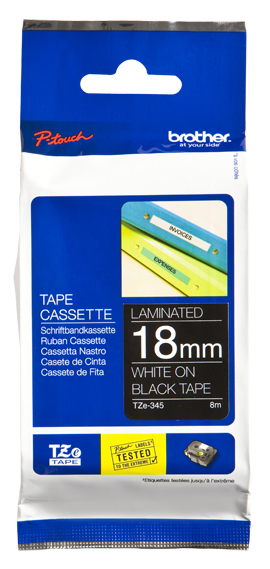 P-touch
brother
at your side
INVOICES
EXPENSES
TAPE
CASSETTE
Schriftbandkassette
Ruban Cassette
Cassetta Nastro
Casete de Cinta
Cassete de Fita
LAMINATED
18mm
WHITE ON
BLACK TAPE
TZe-345 8m
TZe
TAPE
P-touch LABELS*
TESTED
TO THE EXTREME
*Etiquettes testées jusqu'à l'extrême